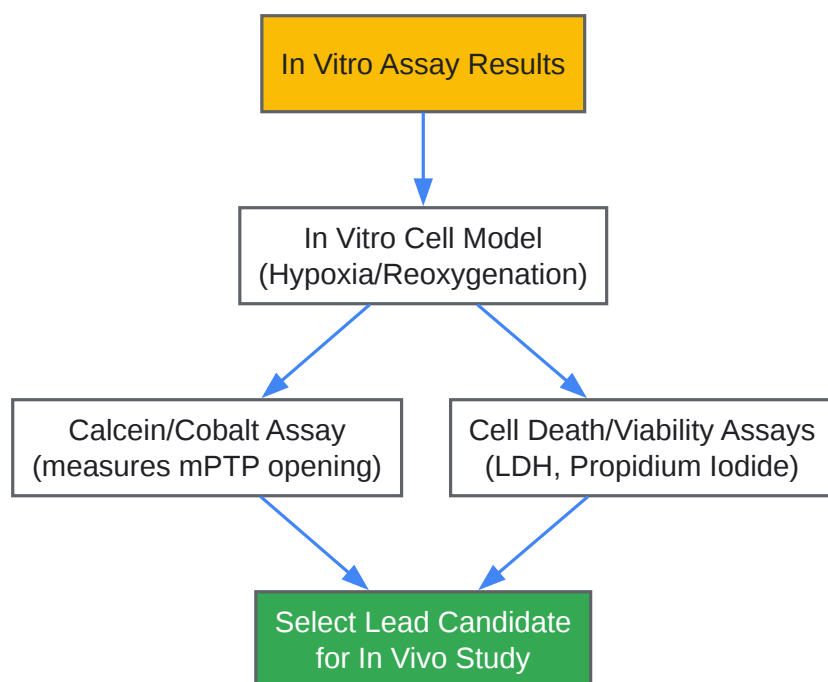 In Vitro Assay Results
In Vitro Cell Model
(Hypoxia/Reoxygenation)
Calcein/Cobalt Assay
(measures mPTP opening)
Cell Death/Viability Assays
(LDH, Propidium Iodide)
Select Lead Candidate
for In Vivo Study